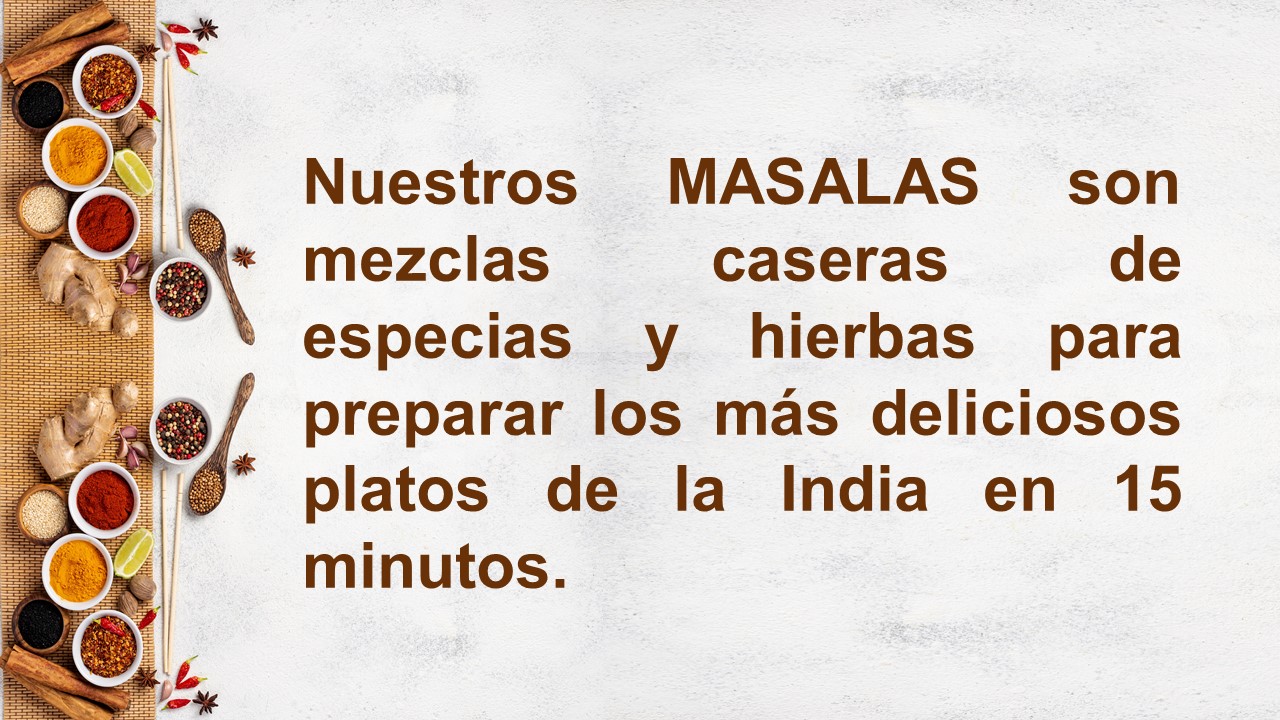 Nuestros MASALAS son
mezclas caseras de
especias y hierbas para
preparar los más deliciosos
platos de la India en 15
minutos.